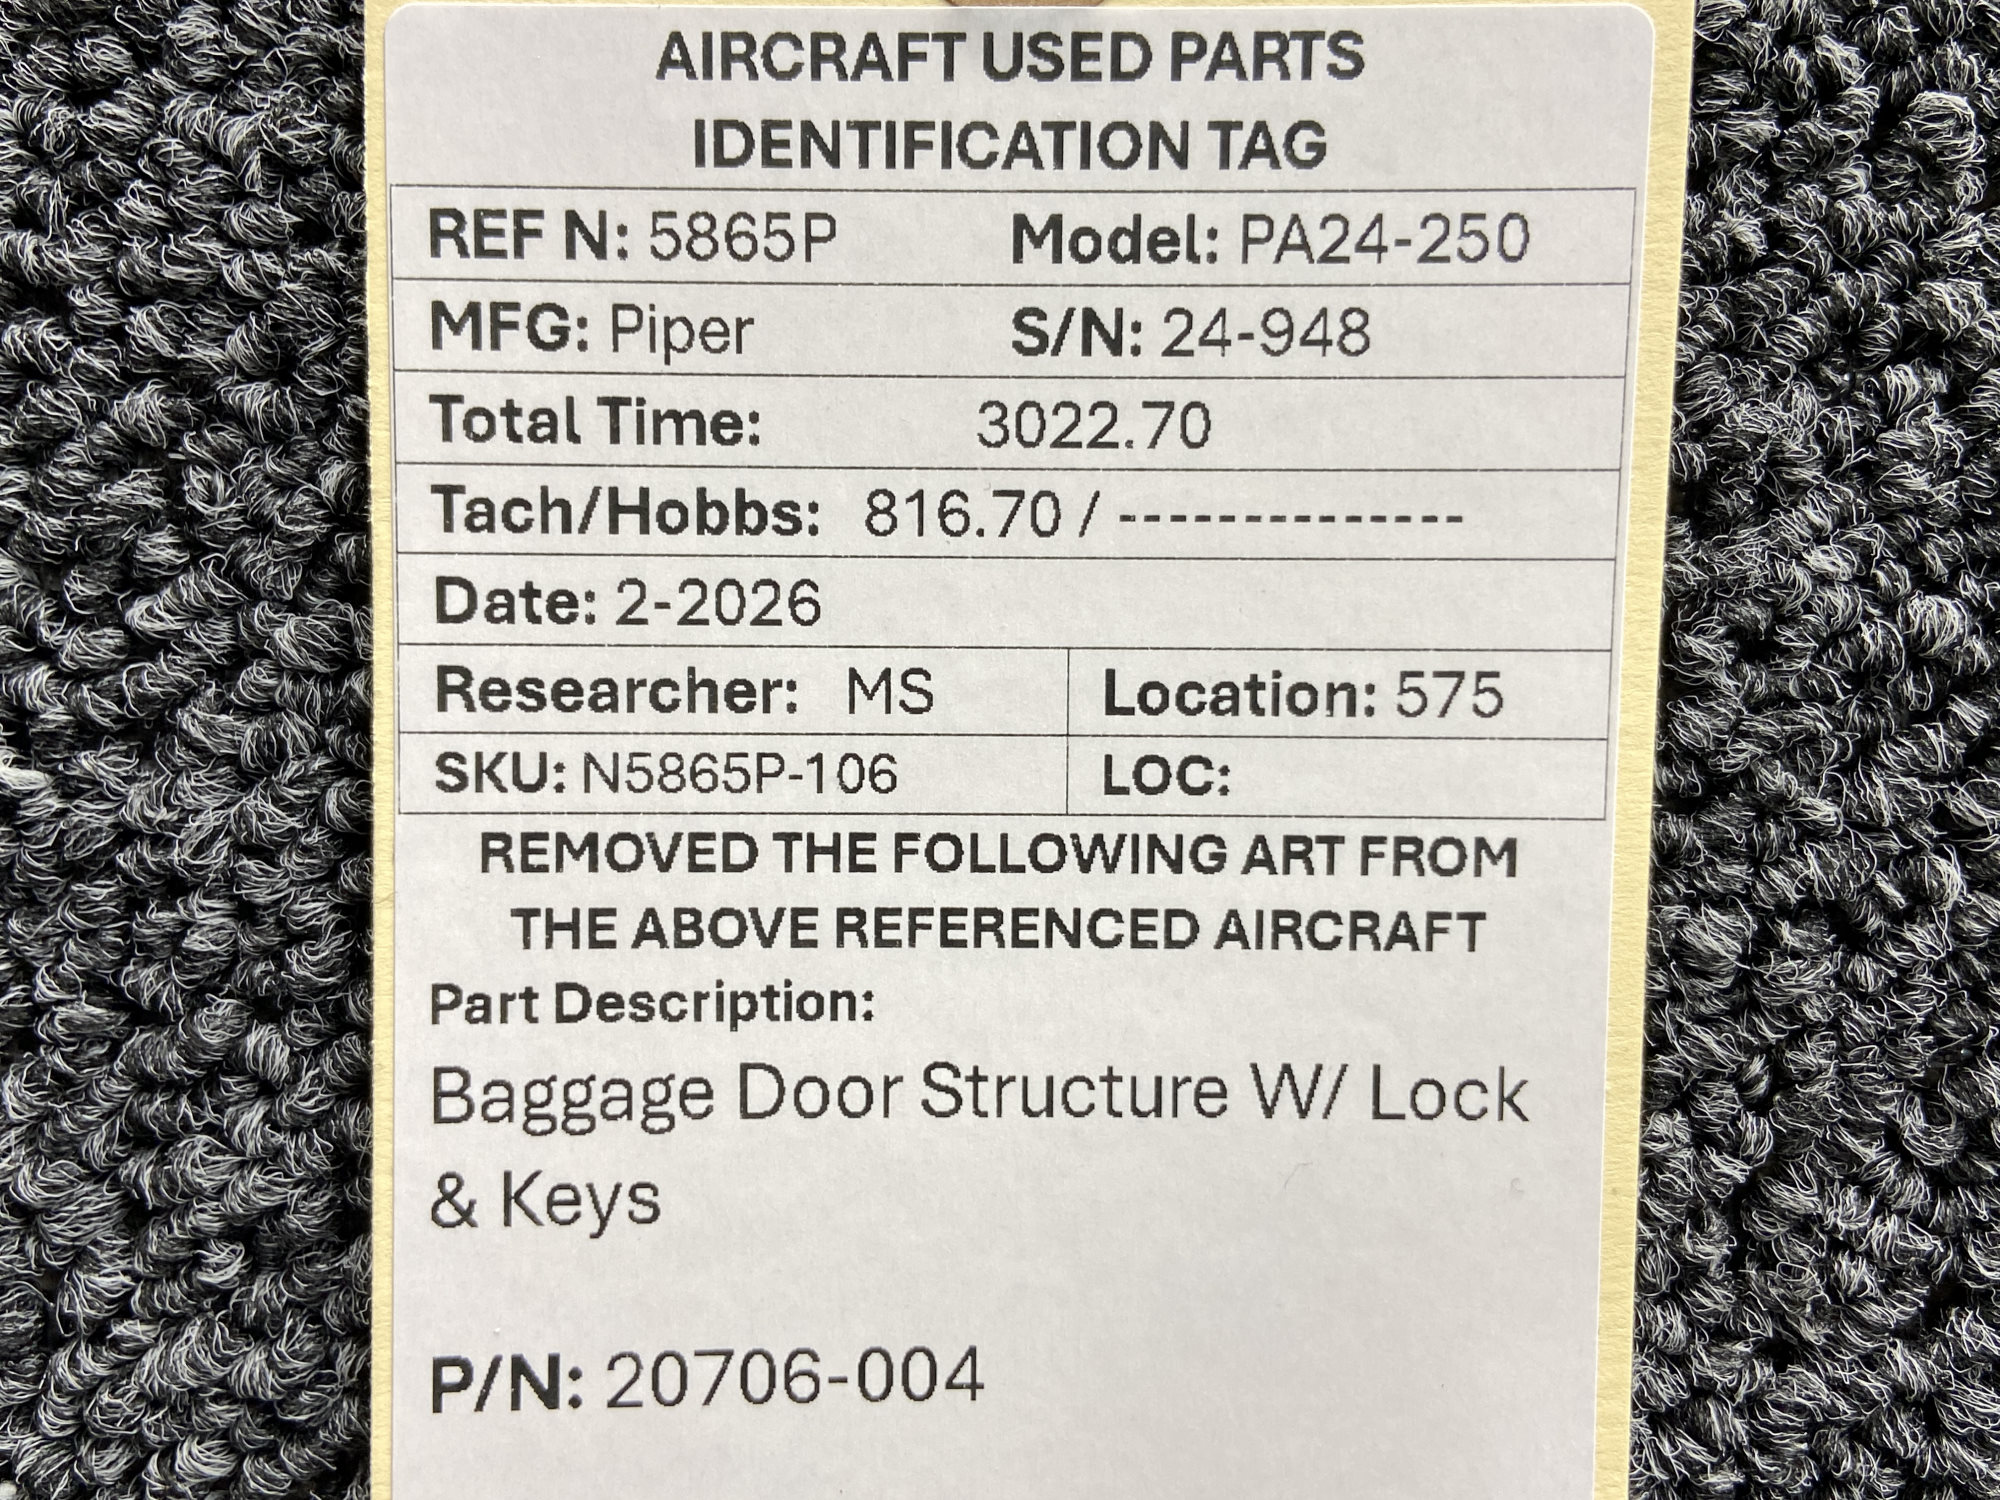 AIRCRAFT USED PARTS
IDENTIFICATION TAG
REF N: 5865P Model: PA24-250
MFG: Piper S/N: 24-948
Total Time: 3022.70
Tach/Hobbs: 816.70 / --------------
Date: 2-2026
Researcher: MS Location: 575
SKU: N5865P-106 LOC:
REMOVED THE FOLLOWING ART FROM
THE ABOVE REFERENCED AIRCRAFT
Part Description:
Baggage Door Structure W/ Lock
& Keys
P/N: 20706-004